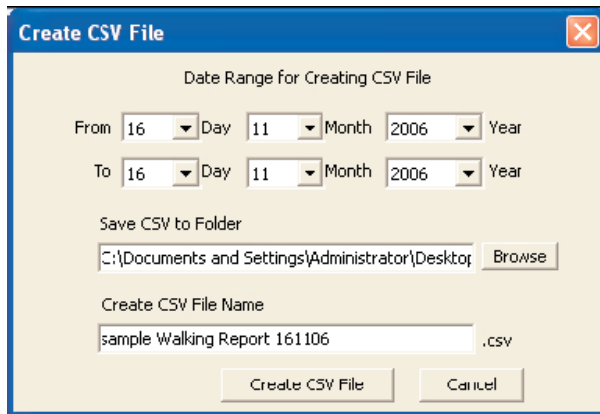 Create CSV File
Date Range for Creating CSV File
From 16 Day 11 Month 2006 Year
To 16 Day 11 Month 2006 Year
Save CSV to Folder
C:\Documents and Settings\Administrator\Desktop Browse
Create CSV File Name
sample Walking Report 161106 .csv
Create CSV File Cancel